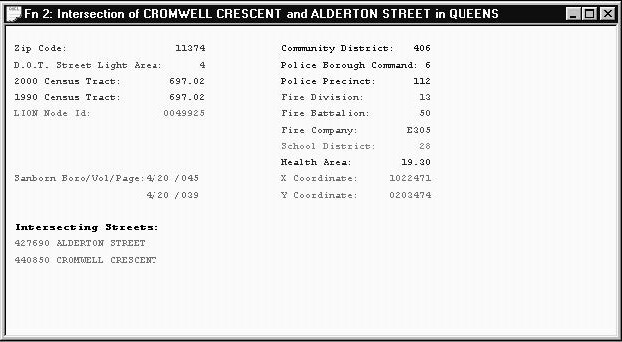 Fn 2: Intersection of CROMWELL CRESCENT and ALDERTON STREET in QUEENS
Zip Code: 11374 Community District: 406
D.O.T. Street Light Area: 4 Police Borough Command: 6
2000 Census Tract: 697.02 Police Precinct: 112
1990 Census Tract: 697.02 Fire Division: 13
LION Node Id: 0049925 Fire Battalion: 50
Fire Company: E305
School District: 28
Health Area: 19.30
Sanborn Boro/Vol/Page: 4/20 /045 X Coordinate: 1022471
4/20 /039 Y Coordinate: 0203474
Intersecting Streets:
427690 ALDERTON STREET
440850 CROMWELL CRESCENT